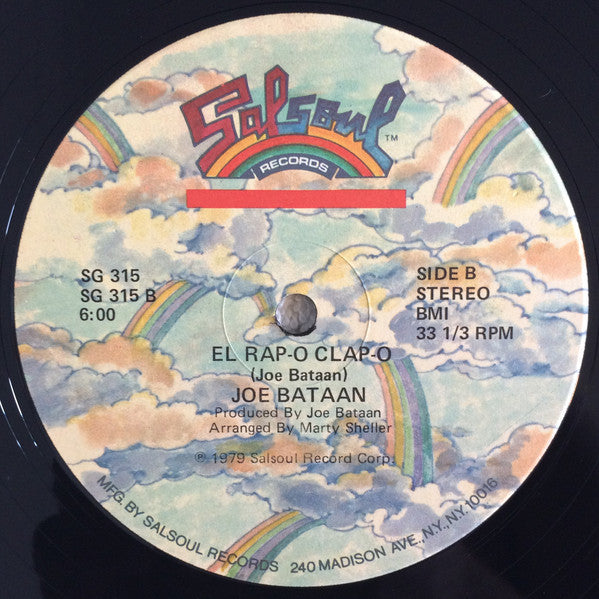 Salsoul TM
RECORDS
SG 315
SG 315 B
6:00
SIDE B
STEREO
BMI
33 1/3 RPM
EL RAP-O CLAP-O
(Joe Bataan)
JOE BATAAN
Produced By Joe Bataan
Arranged By Marty Sheller
℗ 1979 Salsoul Record Corp.
MFG. BY SALSOUL RECORDS 240 MADISON AVE., N.Y., N.Y. 10016